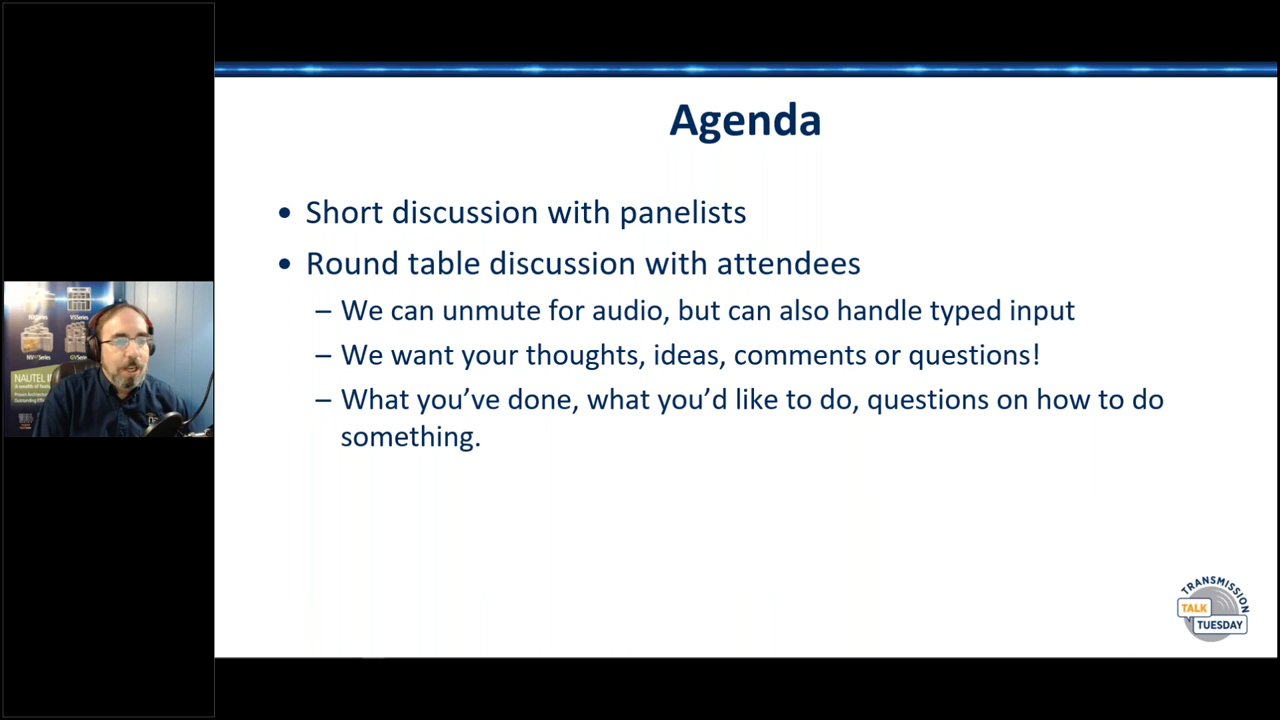 Agenda
• Short discussion with panelists
• Round table discussion with attendees
– We can unmute for audio, but can also handle typed input
– We want your thoughts, ideas, comments or questions!
– What you’ve done, what you’d like to do, questions on how to do
something.
NAUTEL
TRANSMISSION
TALK
TUESDAY